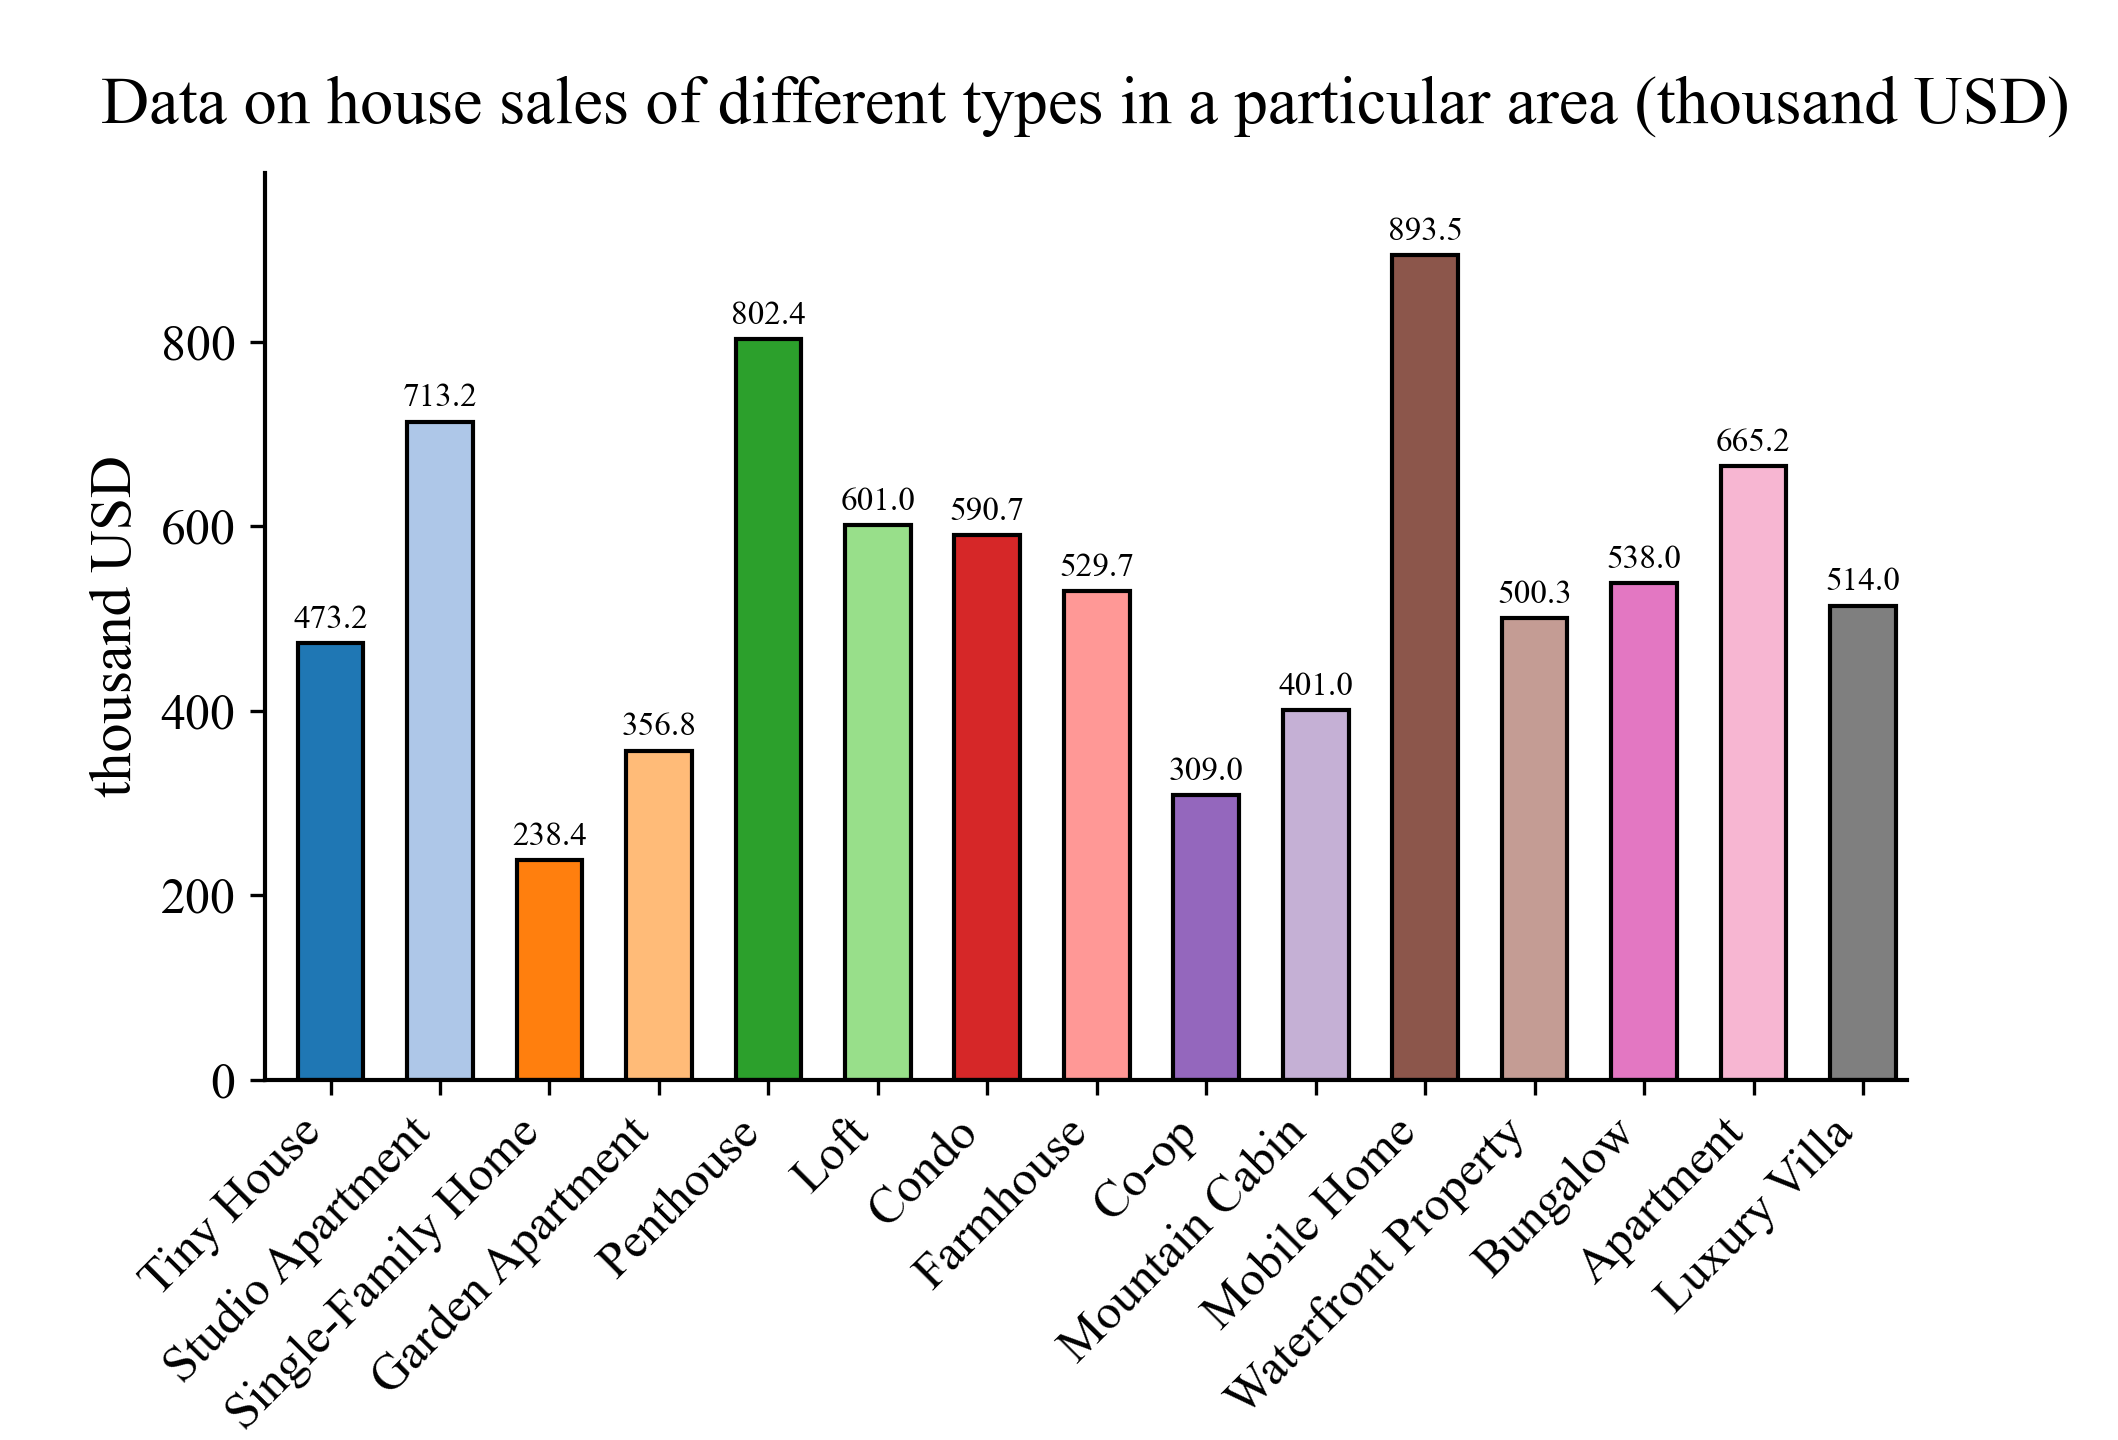 Data on house sales of different types in a particular area (thousand USD)
thousand USD
800
600
400
200
0
473.2
713.2
238.4
356.8
802.4
601.0
590.7
529.7
309.0
401.0
893.5
500.3
538.0
665.2
514.0
Tiny House
Studio Apartment
Single-Family Home
Garden Apartment
Penthouse
Loft
Condo
Farmhouse
Co-op
Mountain Cabin
Mobile Home
Waterfront Property
Bungalow
Apartment
Luxury Villa